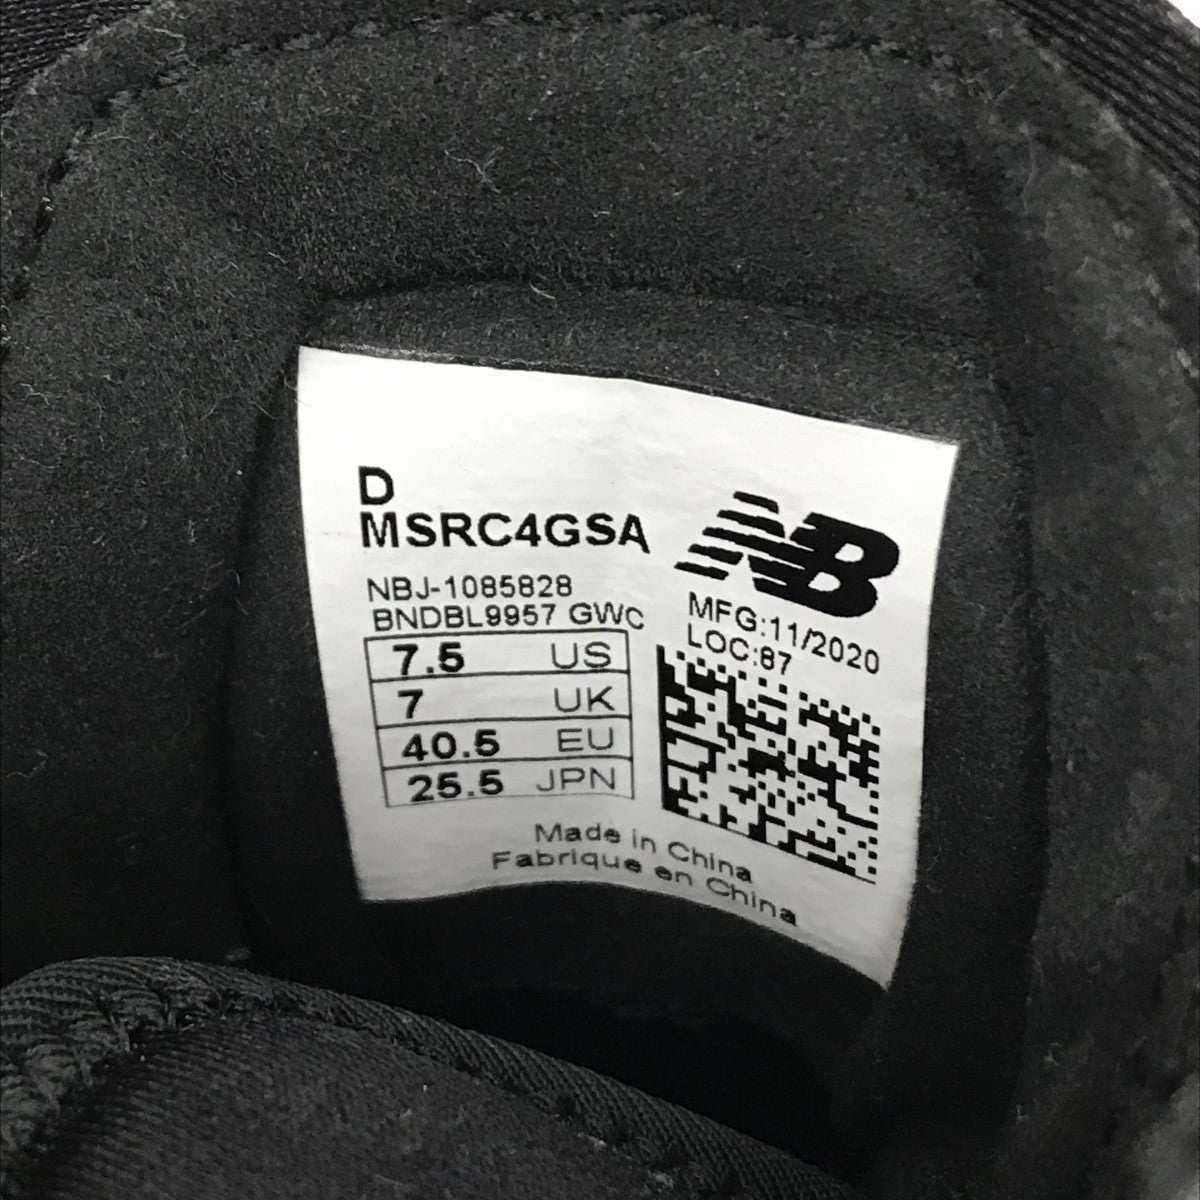 D
MSRC4GSA
NBJ-1085828
BNDBL9957 GWC
7.5 US
7 UK
40.5 EU
25.5 JPN
NB
MFG:11/2020
LOC:87
Made in China
Fabrique en China